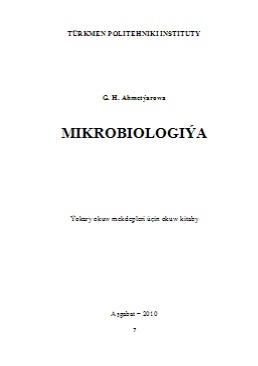 TÜRKMEN POLITEHNIKI INSTITUTY
G. H. Ahmetýarowa
MIKROBIOLOGIÝA
Ýokary okuw mekdepleri üçin okuw kitaby
Aşgabat – 2010
7